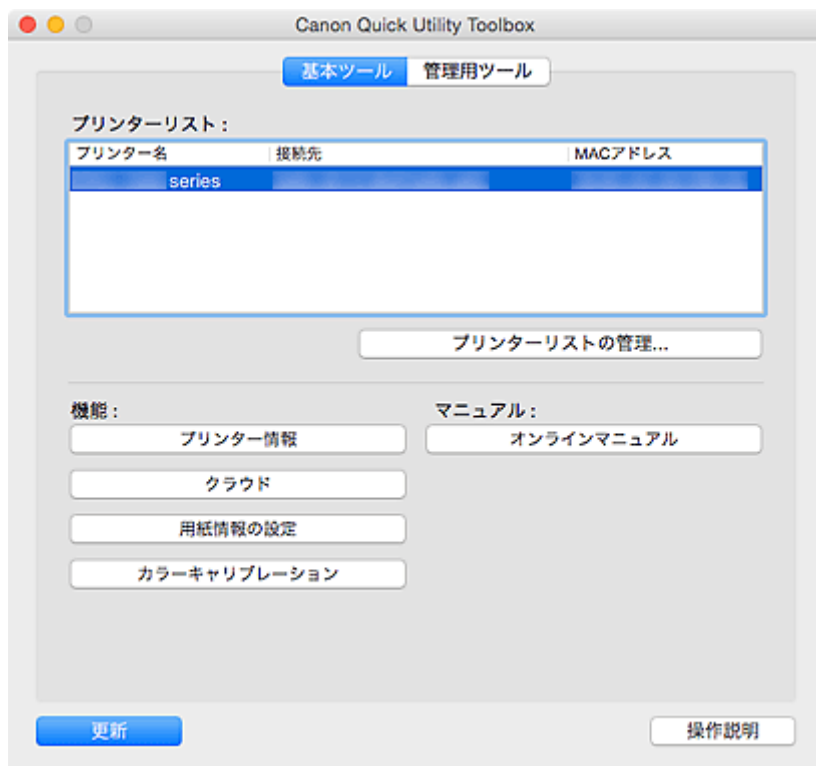 Canon Quick Utility Toolbox
基本ツール 管理用ツール
プリンターリスト：
プリンター名 接続先 MACアドレス
series
プリンターリストの管理...
機能： マニュアル：
プリンター情報 オンラインマニュアル
クラウド
用紙情報の設定
カラーキャリブレーション
更新 操作説明